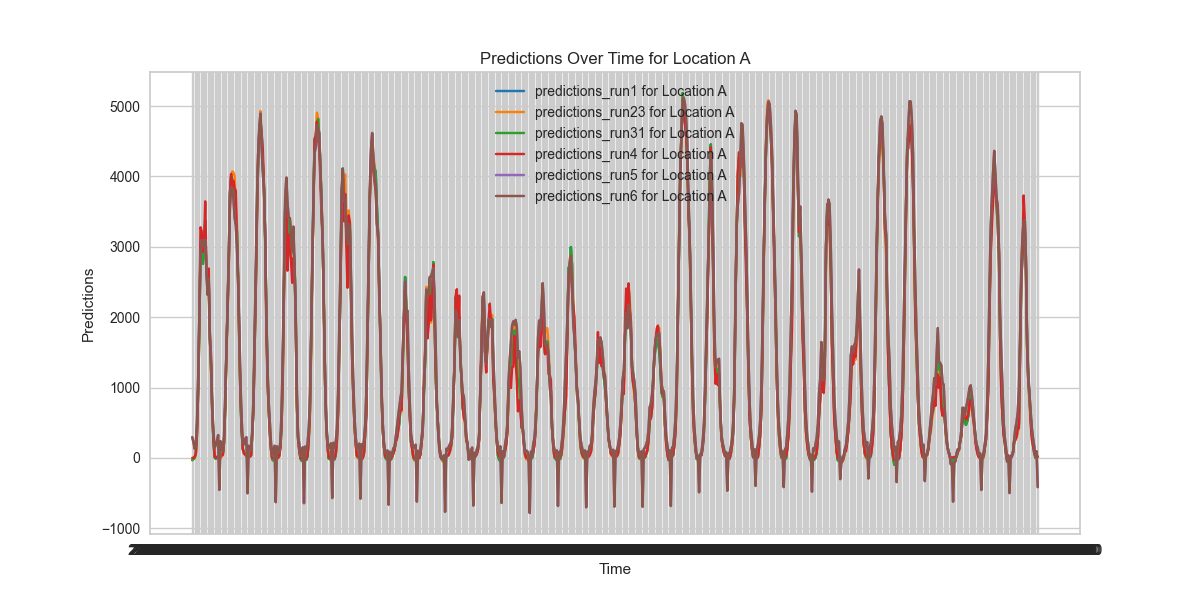 Predictions Over Time for Location A
predictions_run1 for Location A
predictions_run23 for Location A
predictions_run31 for Location A
predictions_run4 for Location A
predictions_run5 for Location A
predictions_run6 for Location A
5000
4000
3000
2000
1000
0
−1000
Predictions
Time